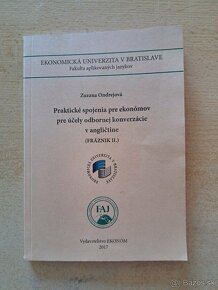 EKONOMICKÁ UNIVERZITA V BRATISLAVE
Fakulta aplikovaných jazykov
Zuzana Ondrejová
Praktické spojenia pre ekonómov
pre účely odbornej konverzácie
v angličtine
(FRÁZNIK II.)
FAJ
Vydavateľstvo EKONÓM
2017
bazos.sk